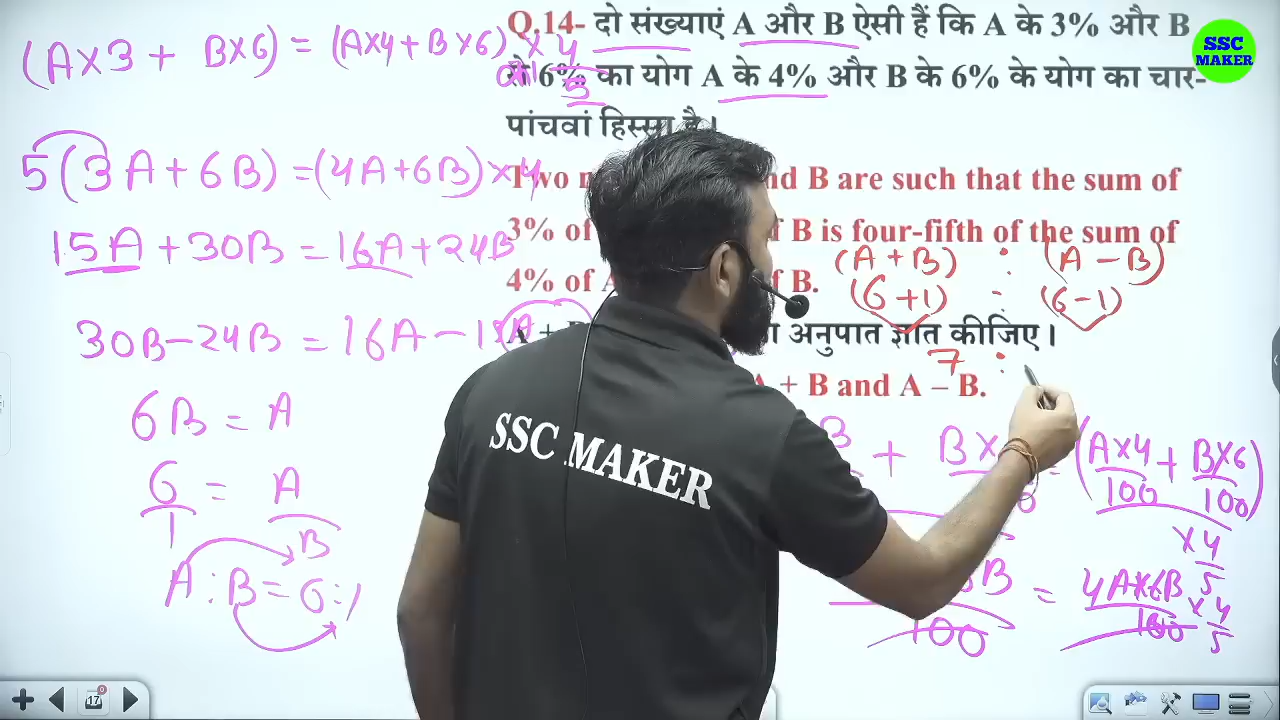 Q.14- दो संख्याएं A और B ऐसी हैं कि A के 3% और B
के 6% का योग A के 4% और B के 6% के योग का चार-
पांचवां हिस्सा है।
Two nd B are such that the sum of
3% of f B is four-fifth of the sum of
4% of B.
A + अनुपात ज्ञात कीजिए।
A + B and A – B.
SSC
MAKER
(A×3 + B×6) = (A×4 + B×6) × 4/5
5(3A + 6B) = (4A + 6B) × 4
15A + 30B = 16A + 24B
30B – 24B = 16A – 15A
6B = A
6/1 = A/B
A : B = 6 : 1
(A + B) : (A – B)
(6 + 1) : (6 – 1)
7 :
+ B× = (A×4/100 + B×6/100)
× 4/5
B/100 = 4A×6B/100 × 4/5
SSC MAKER
17